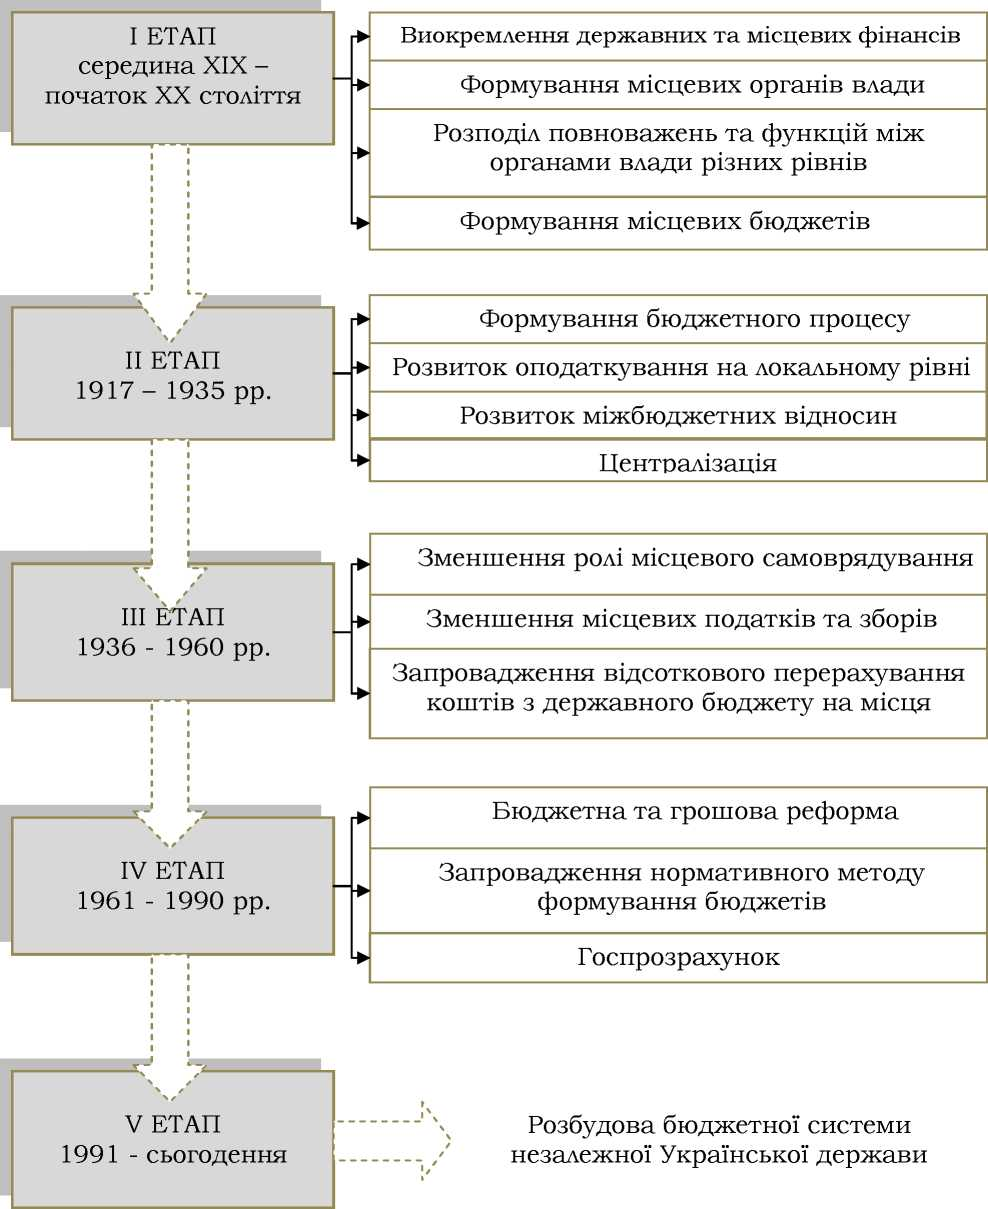 I ЕТАП
середина XIX –
початок XX століття
Виокремлення державних та місцевих фінансів
Формування місцевих органів влади
Розподіл повноважень та функцій між
органами влади різних рівнів
Формування місцевих бюджетів
II ЕТАП
1917 – 1935 рр.
Формування бюджетного процесу
Розвиток оподаткування на локальному рівні
Розвиток міжбюджетних відносин
Централізація
III ЕТАП
1936 - 1960 рр.
Зменшення ролі місцевого самоврядування
Зменшення місцевих податків та зборів
Запровадження відсоткового перерахування
коштів з державного бюджету на місця
IV ЕТАП
1961 - 1990 рр.
Бюджетна та грошова реформа
Запровадження нормативного методу
формування бюджетів
Госпрозрахунок
V ЕТАП
1991 - сьогодення
Розбудова бюджетної системи
незалежної Української держави